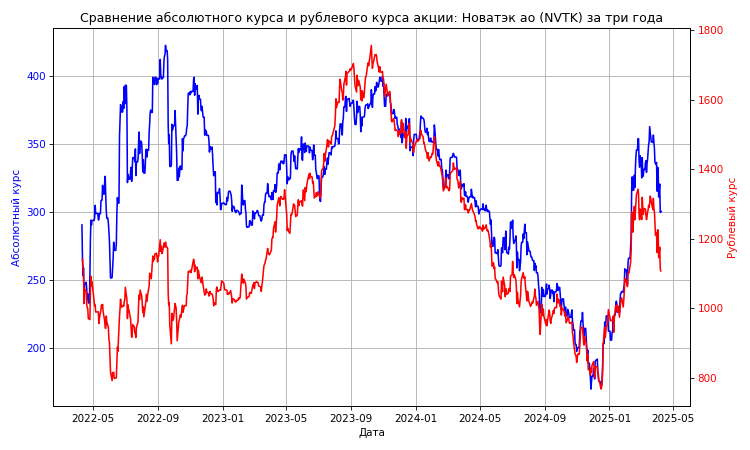 Сравнение абсолютного курса и рублевого курса акции: Новатэк ао (NVTK) за три года
Абсолютный курс
400
350
300
250
200
1800
1600
1400
1200
1000
800
Рублевый курс
2022-05 2022-09 2023-01 2023-05 2023-09 2024-01 2024-05 2024-09 2025-01 2025-05
Дата